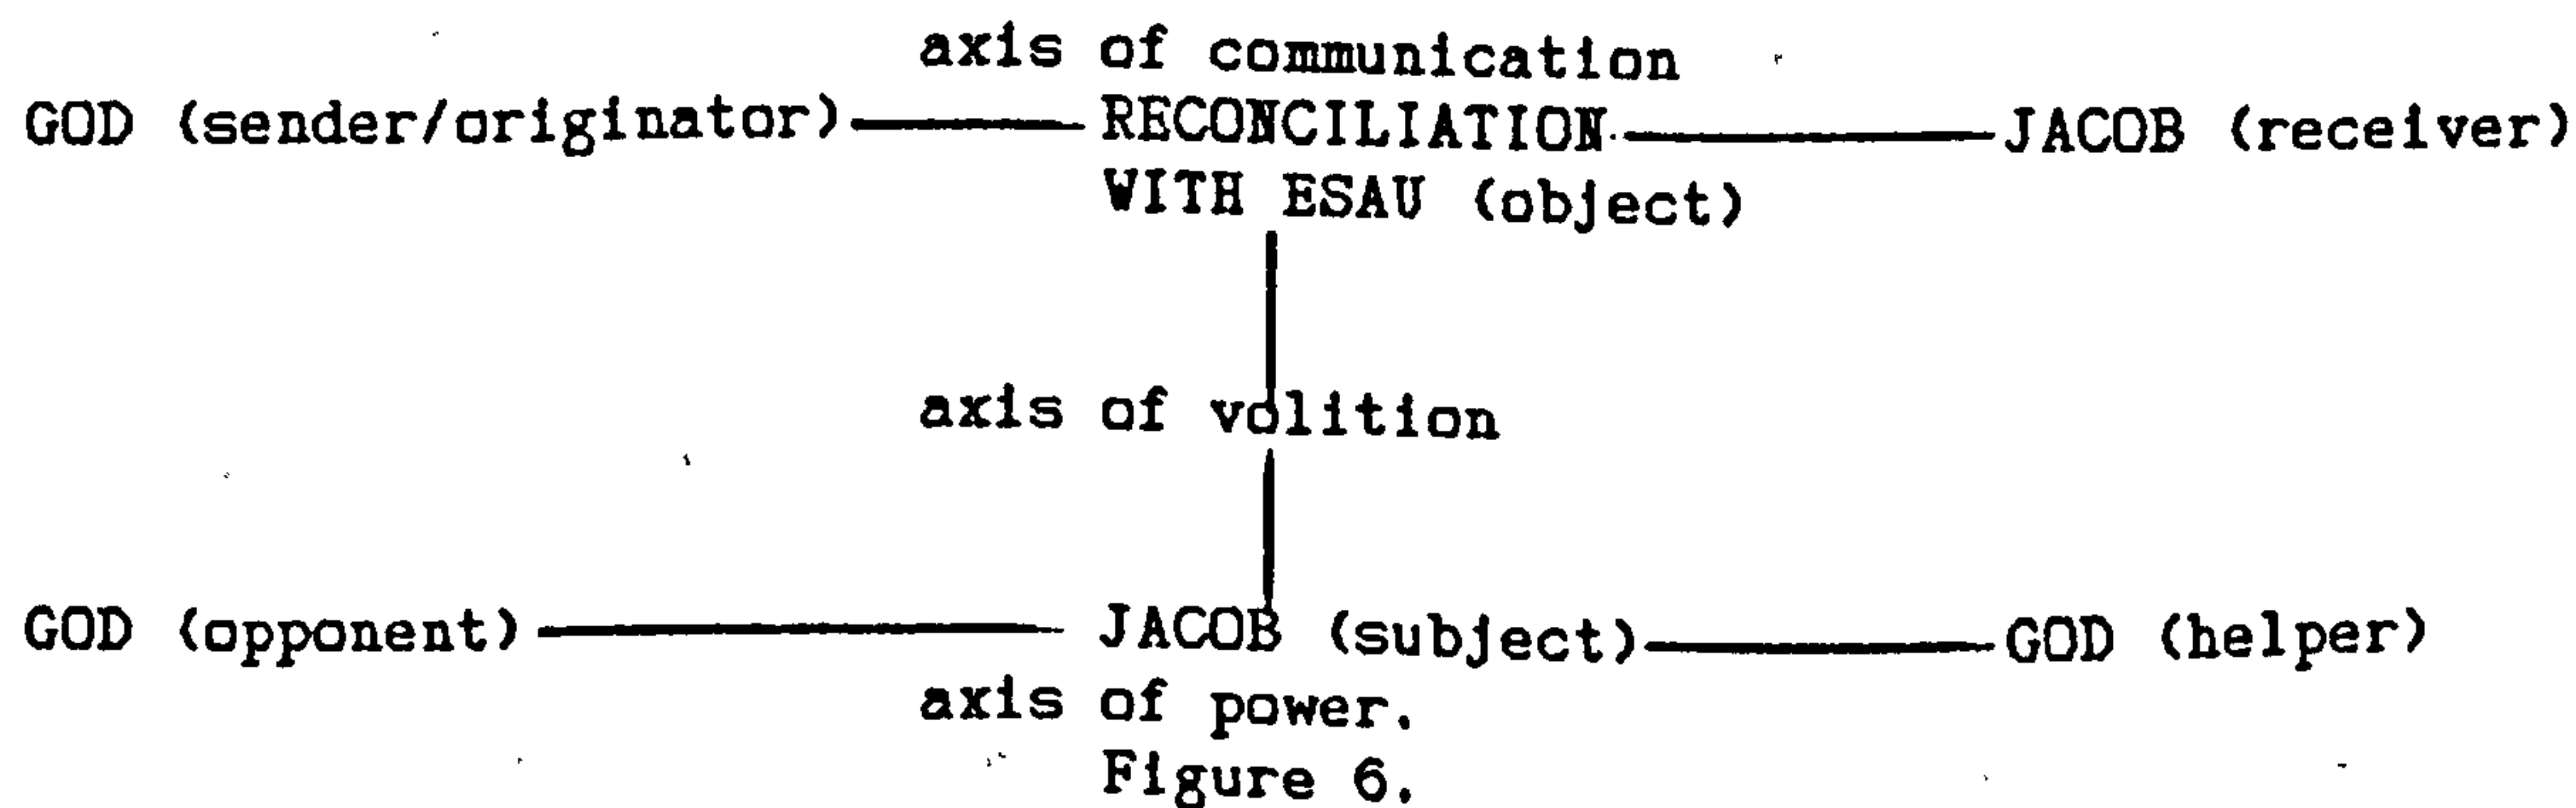 axis of communication
GOD (sender/originator) RECONCILIATION JACOB (receiver)
WITH ESAU (object)
axis of volition
GOD (opponent) JACOB (subject) GOD (helper)
axis of power.
Figure 6.